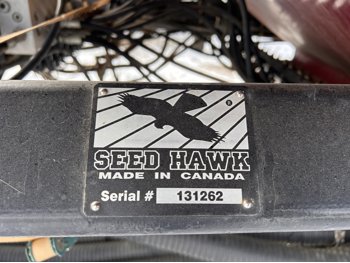 SEED HAWK
MADE IN CANADA
Serial # 131262